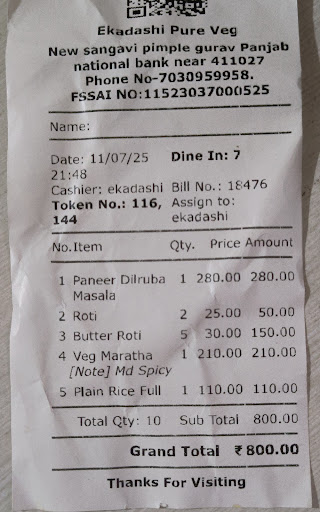 Ekadashi Pure Veg
New sangavi pimple gurav Panjab
national bank near 411027
Phone No-7030959958.
FSSAI NO:11523037000525
Name:
Date: 11/07/25 Dine In: 7
21:48
Cashier: ekadashi Bill No.: 18476
Token No.: 116, Assign to:
144 ekadashi
No.Item Qty. Price Amount
1 Paneer Dilruba 1 280.00 280.00
Masala
2 Roti 2 25.00 50.00
3 Butter Roti 5 30.00 150.00
4 Veg Maratha 1 210.00 210.00
[Note] Md Spicy
5 Plain Rice Full 1 110.00 110.00
Total Qty: 10 Sub Total 800.00
Grand Total ₹800.00
Thanks For Visiting